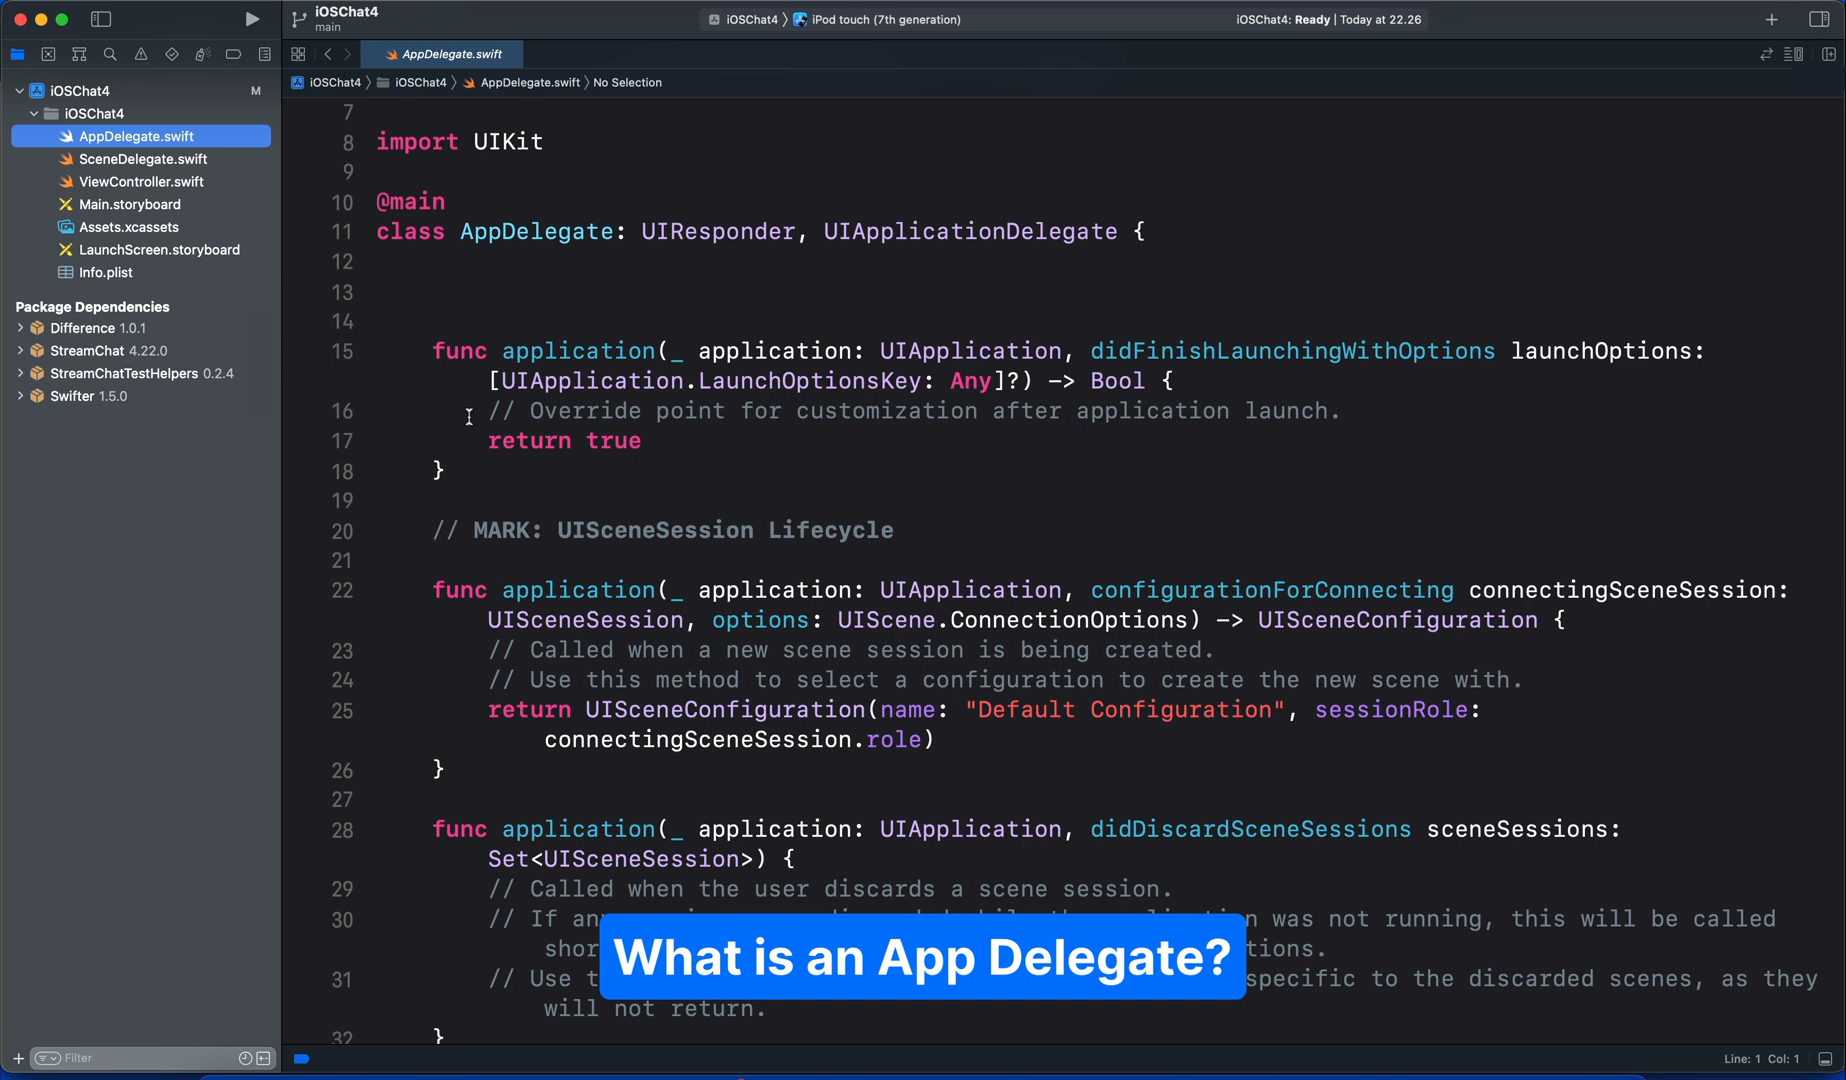 iOSChat4
main
iOSChat4 〉 iPod touch (7th generation)
iOSChat4: Ready | Today at 22.26
AppDelegate.swift
iOSChat4 〉 iOSChat4 〉 AppDelegate.swift 〉 No Selection
iOSChat4 M
iOSChat4
AppDelegate.swift
SceneDelegate.swift
ViewController.swift
Main.storyboard
Assets.xcassets
LaunchScreen.storyboard
Info.plist
Package Dependencies
Difference 1.0.1
StreamChat 4.22.0
StreamChatTestHelpers 0.2.4
Swifter 1.5.0
Filter
7
8 import UIKit
9
10 @main
11 class AppDelegate: UIResponder, UIApplicationDelegate {
12
13
14
15 func application(_ application: UIApplication, didFinishLaunchingWithOptions launchOptions:
[UIApplication.LaunchOptionsKey: Any]?) -> Bool {
16 // Override point for customization after application launch.
17 return true
18 }
19
20 // MARK: UISceneSession Lifecycle
21
22 func application(_ application: UIApplication, configurationForConnecting connectingSceneSession:
UISceneSession, options: UIScene.ConnectionOptions) -> UISceneConfiguration {
23 // Called when a new scene session is being created.
24 // Use this method to select a configuration to create the new scene with.
25 return UISceneConfiguration(name: "Default Configuration", sessionRole:
connectingSceneSession.role)
26 }
27
28 func application(_ application: UIApplication, didDiscardSceneSessions sceneSessions:
Set<UISceneSession>) {
29 // Called when the user discards a scene session.
30 // If was not running, this will be called
31 // Use specific to the discarded scenes, as they
will not return.
32 }
What is an App Delegate?
Line: 1 Col: 1